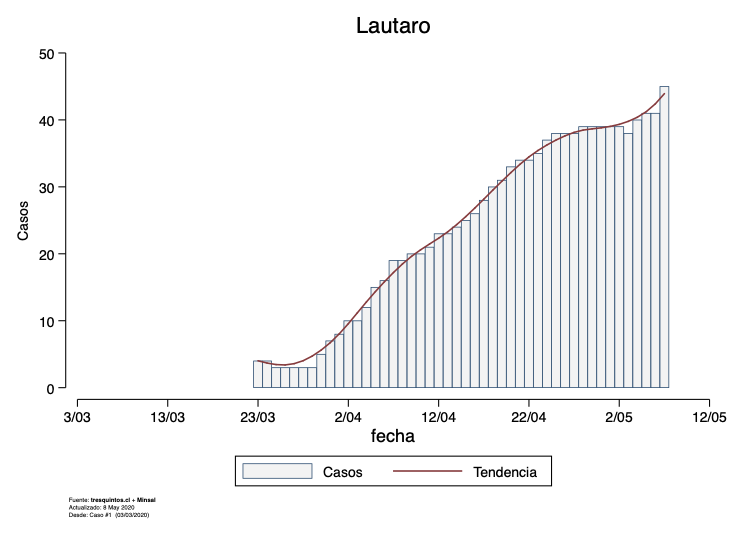 Lautaro
50
40
30
20
10
0
Casos
3/03 13/03 23/03 2/04 12/04 22/04 2/05 12/05
fecha
Casos Tendencia
Fuente: tresquintos.cl + Minsal
Actualizado: 8 May 2020
Desde: Caso #1 (03/03/2020)